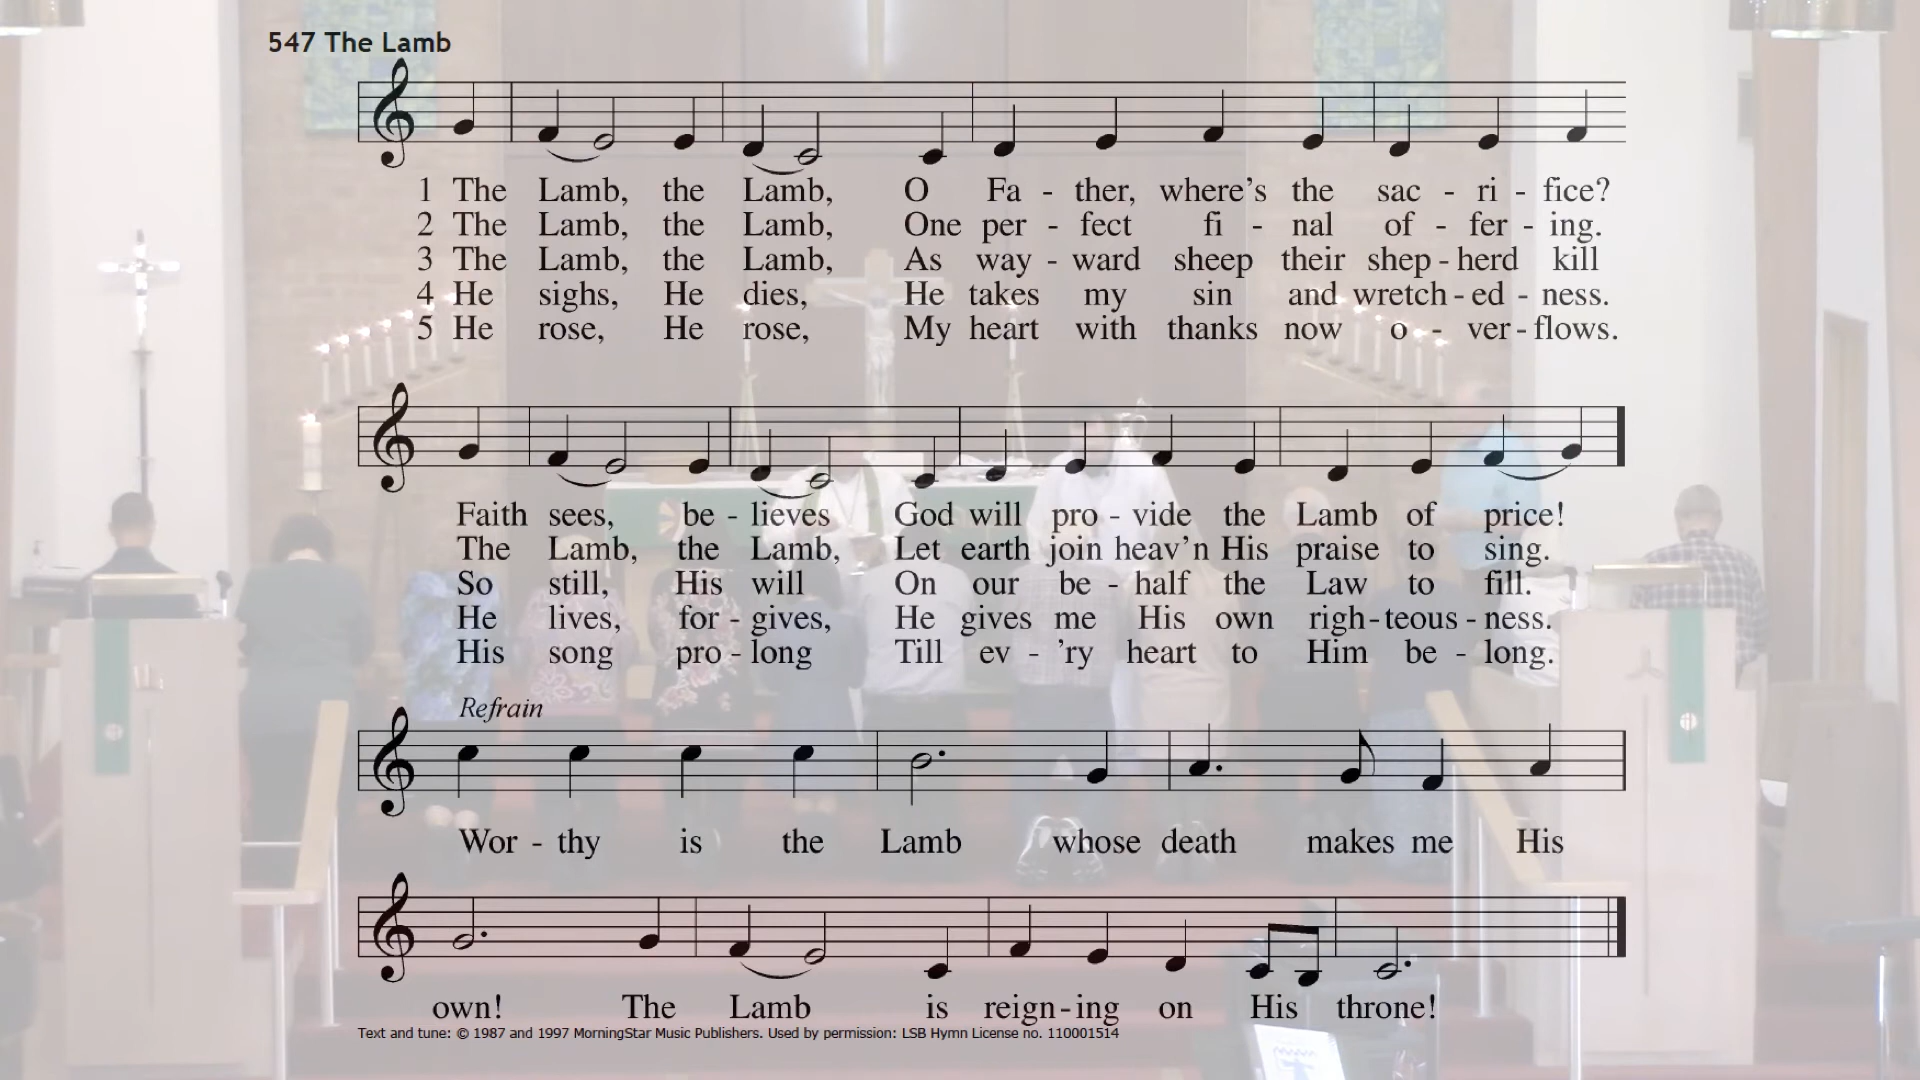 547 The Lamb
1 The Lamb, the Lamb, O Fa - ther, where's the sac - ri - fice?
2 The Lamb, the Lamb, One per - fect fi - nal of - fer - ing.
3 The Lamb, the Lamb, As way - ward sheep their shep - herd kill
4 He sighs, He dies, He takes my sin and wretch - ed - ness.
5 He rose, He rose, My heart with thanks now o - ver - flows.
Faith sees, be - lieves God will pro - vide the Lamb of price!
The Lamb, the Lamb, Let earth join heav'n His praise to sing.
So still, His will On our be - half the Law to fill.
He lives, for - gives, He gives me His own righ - teous - ness.
His song pro - long Till ev - 'ry heart to Him be - long.
Refrain
Wor - thy is the Lamb whose death makes me His
own! The Lamb is reign - ing on His throne!
Text and tune: © 1987 and 1997 MorningStar Music Publishers. Used by permission: LSB Hymn License no. 110001514